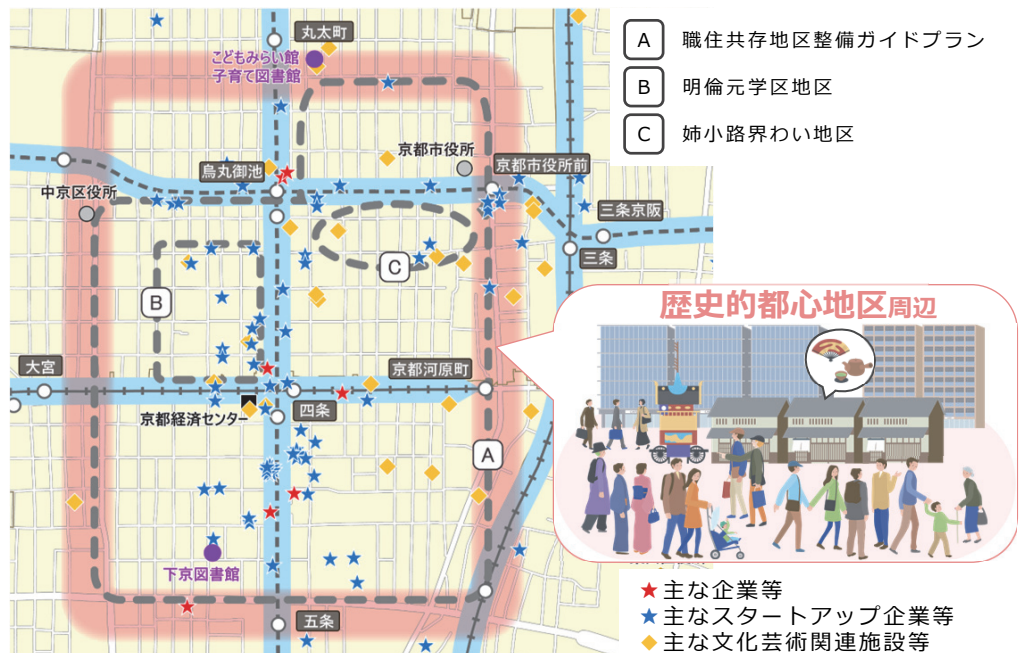 丸太町
こどもみらい館
子育て図書館
京都市役所
烏丸御池
京都市役所前
中京区役所
三条京阪
三条
C
B
大宮
京都河原町
京都経済センター
四条
A
下京図書館
五条
A 職住共存地区整備ガイドプラン
B 明倫元学区地区
C 姉小路界わい地区
歴史的都心地区周辺
主な企業等
主なスタートアップ企業等
主な文化芸術関連施設等